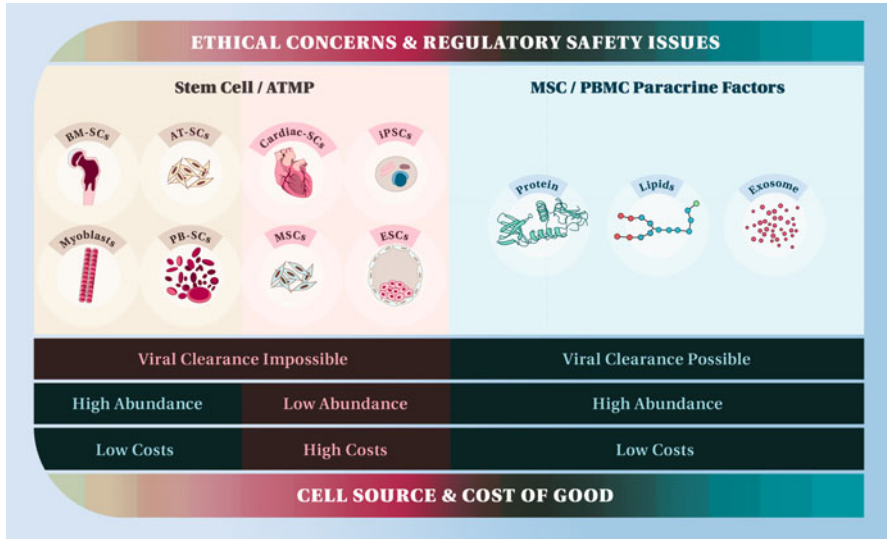 ETHICAL CONCERNS & REGULATORY SAFETY ISSUES
Stem Cell / ATMP
MSC / PBMC Paracrine Factors
BM-SCs
AT-SCs
Cardiac-SCs
iPSCs
Protein
Lipids
Exosome
Myoblasts
PB-SCs
MSCs
ESCs
Viral Clearance Impossible
Viral Clearance Possible
High Abundance
Low Abundance
High Abundance
Low Costs
High Costs
Low Costs
CELL SOURCE & COST OF GOOD